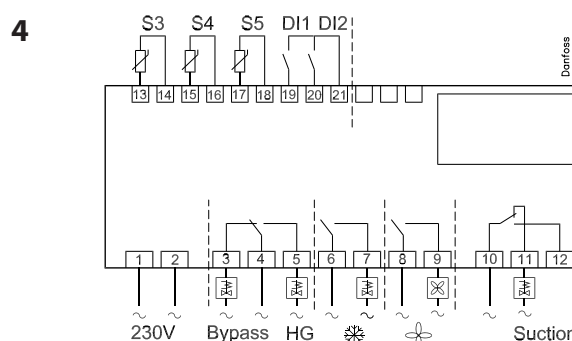 4
S3 S4 S5 DI1 DI2
Danfoss
13 14 15 16 17 18 19 20 21
1 2 3 4 5 6 7 8 9 10 11 12
230V Bypass HG Suction